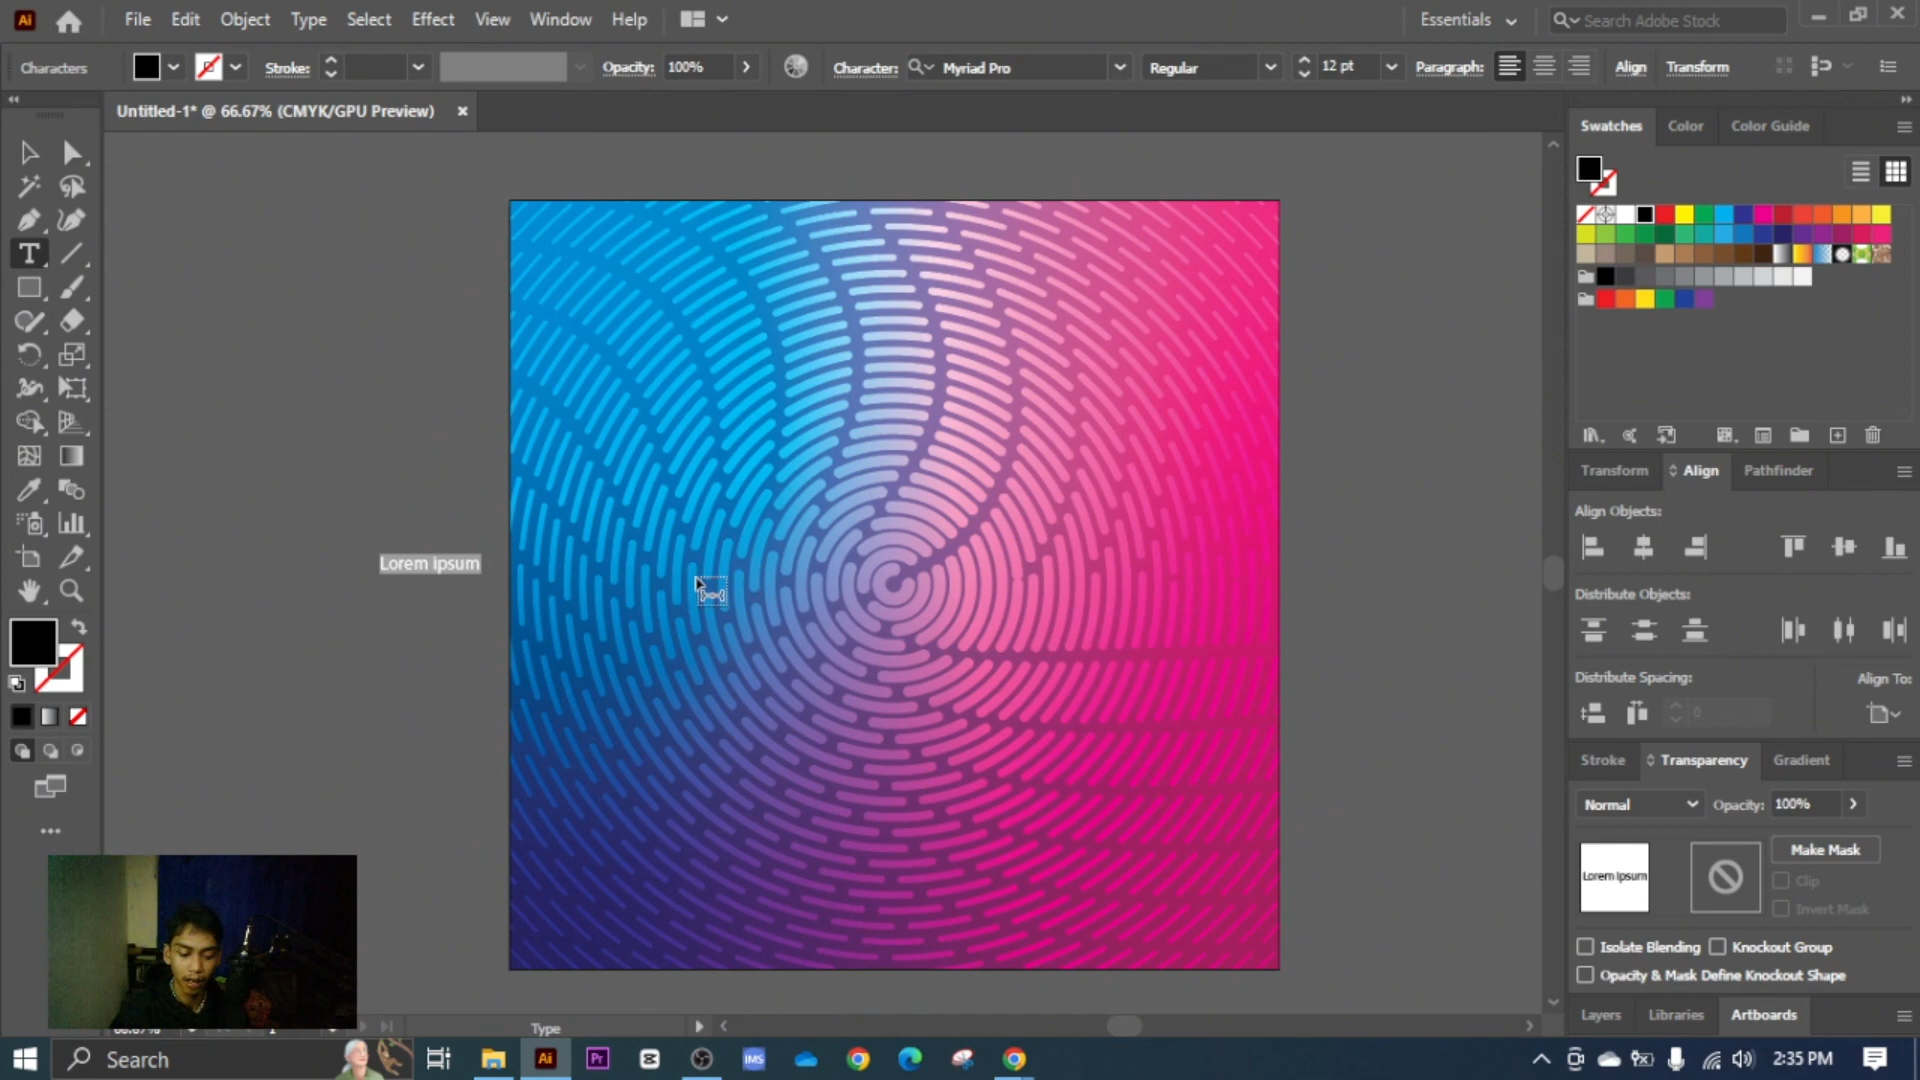 Ai File Edit Object Type Select Effect View Window Help Essentials Search Adobe Stock
Characters Stroke: Opacity: 100% Character: Myriad Pro Regular 12 pt Paragraph: Align Transform
Untitled-1* @ 66.67% (CMYK/GPU Preview)
Swatches Color Color Guide
T
Lorem ipsum
Transform Align Pathfinder
Align Objects:
Distribute Objects:
Distribute Spacing: Align To:
0
Stroke Transparency Gradient
Normal Opacity: 100%
Make Mask
Lorem ipsum
Clip
Invert Mask
Isolate Blending Knockout Group
Opacity & Mask Define Knockout Shape
Layers Libraries Artboards
Type
Search Ai Pr IMS 2:35 PM